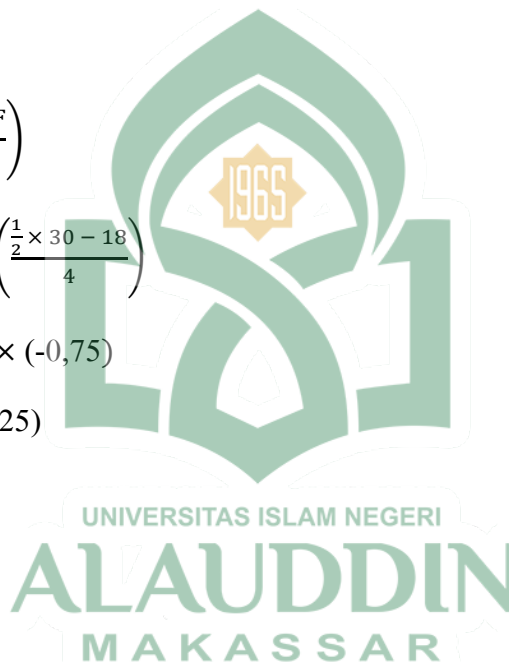 F
( ½ × 30 − 18 / 4 )
× (-0,75)
25)
1965
UNIVERSITAS ISLAM NEGERI
ALAUDDIN
MAKASSAR